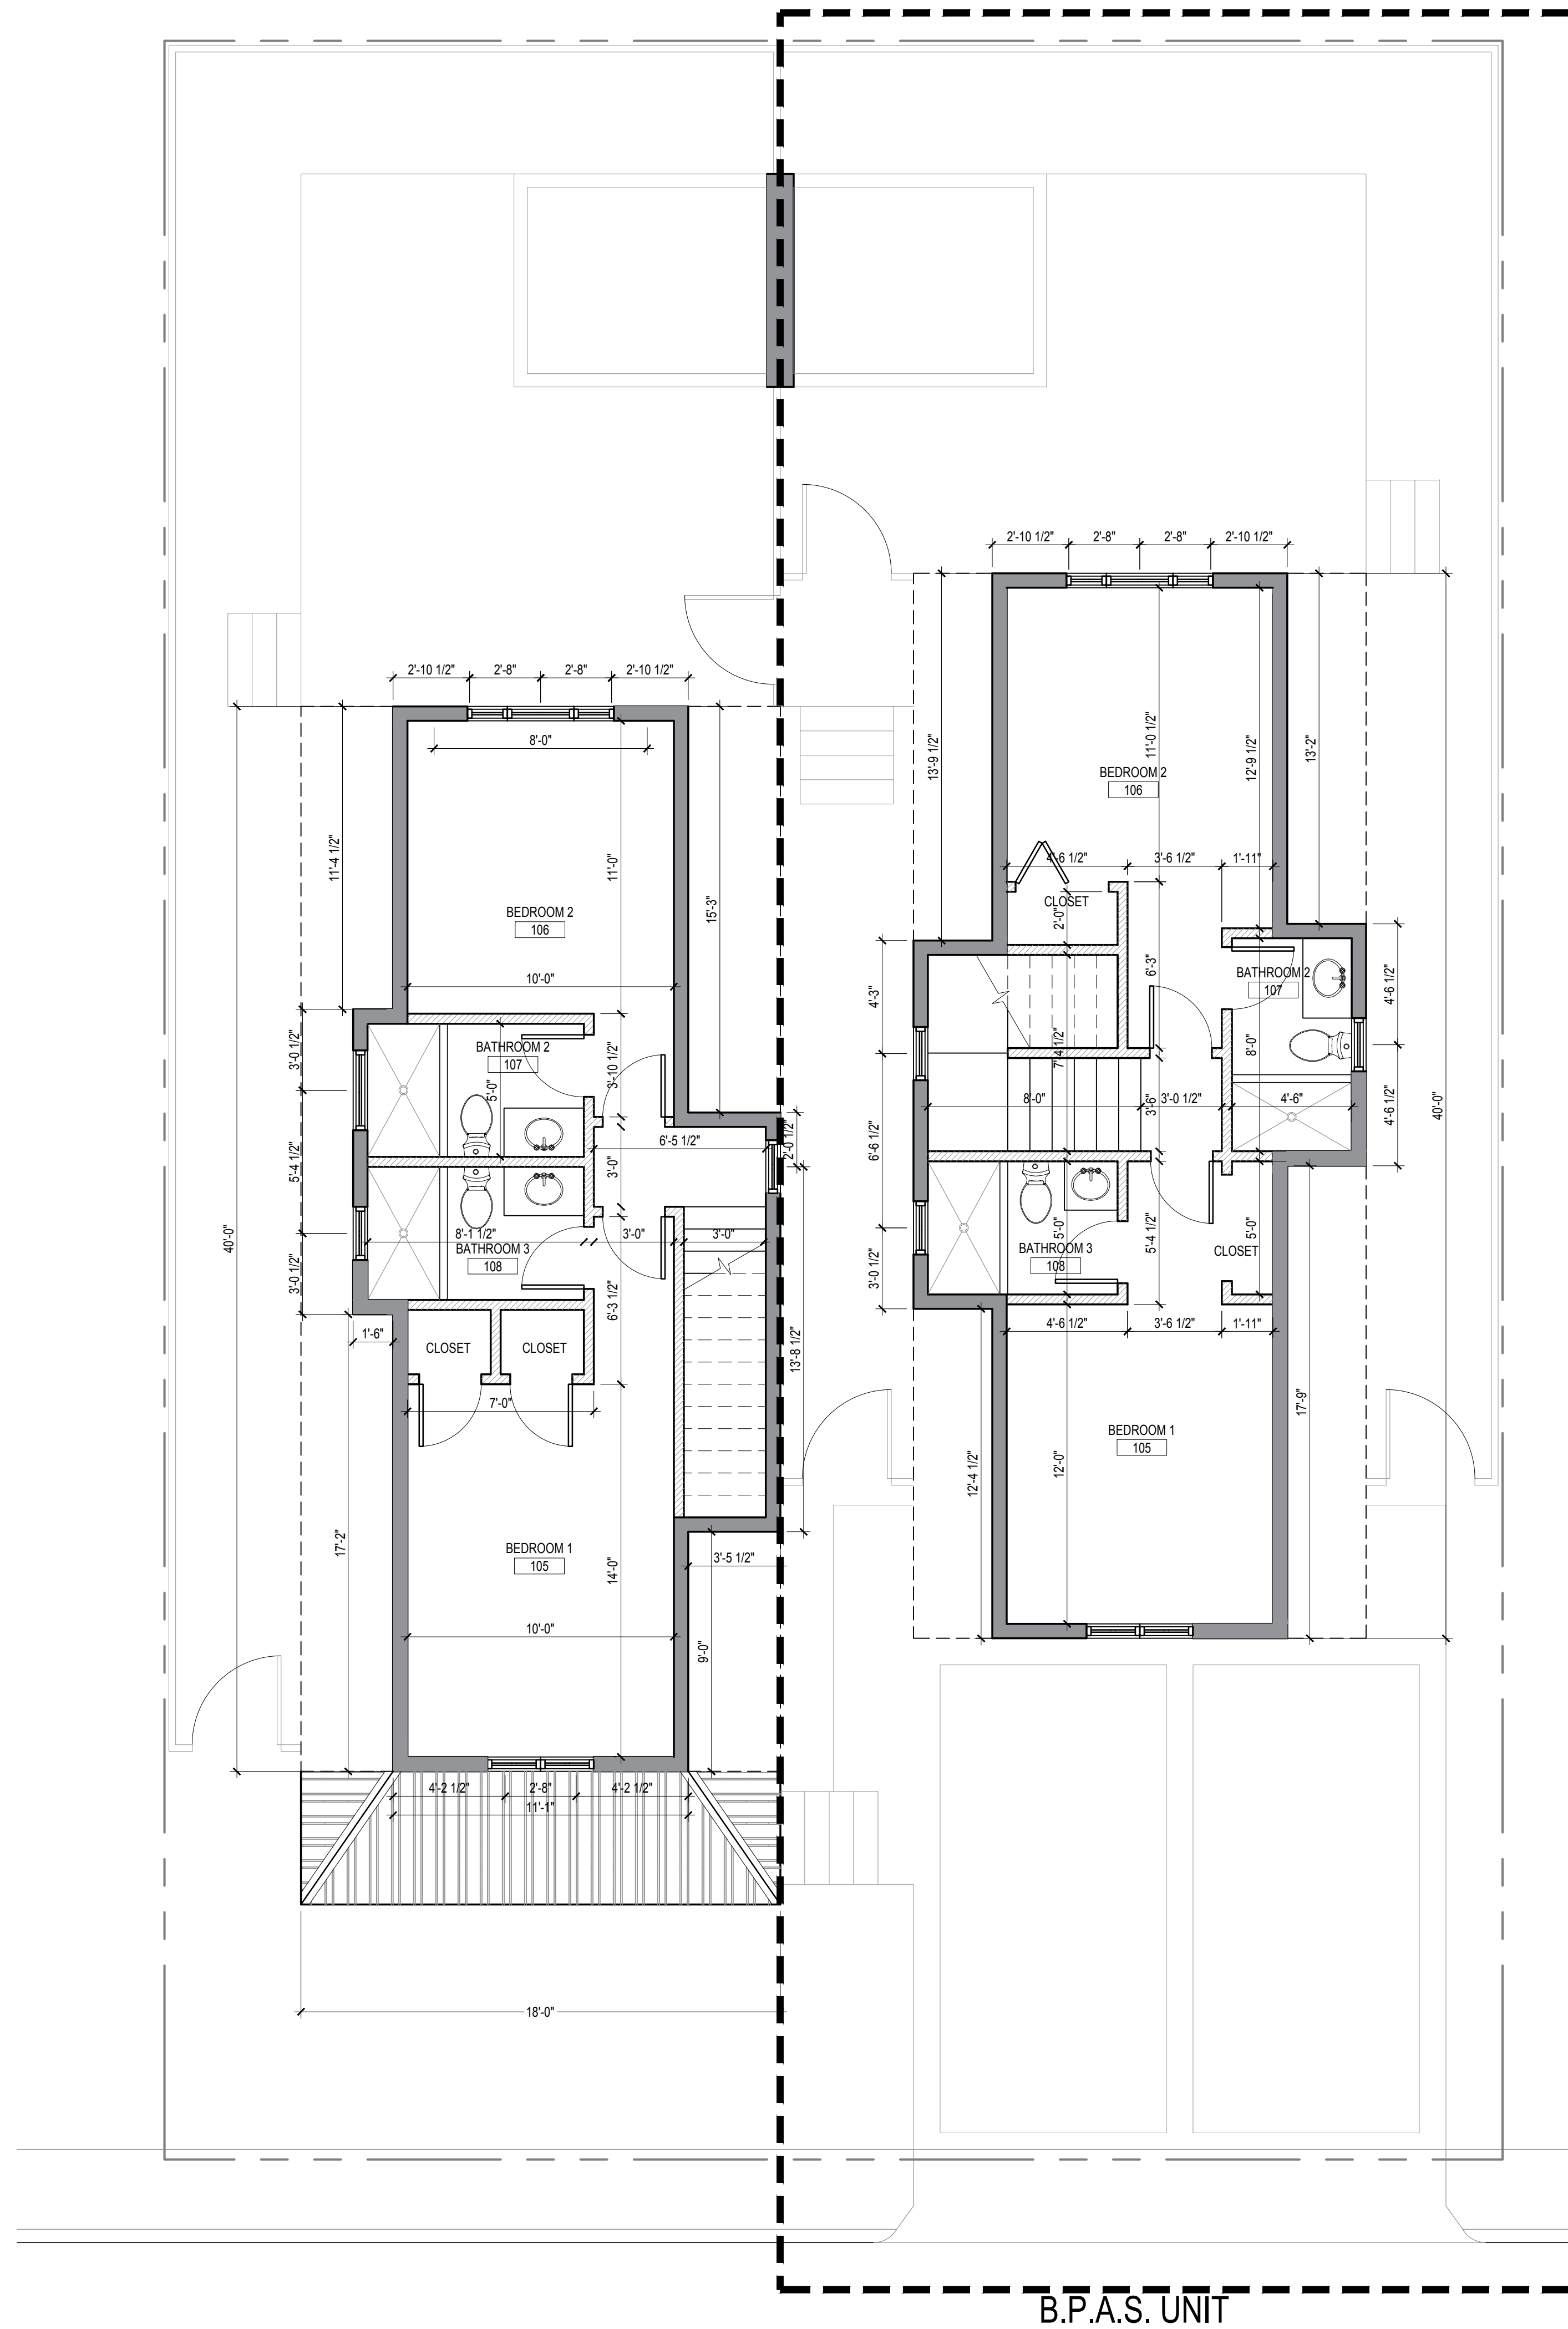 2'-10 1/2" 2'-8" 2'-8" 2'-10 1/2"
13'-9 1/2"
11'-0 1/2"
12'-9 1/2"
13'-2"
BEDROOM 2
106
4'-6 1/2" 3'-6 1/2" 1'-11"
CLOSET
2'-0"
6'-3"
BATHROOM 2
107
4'-3"
4'-6 1/2"
7'-4 1/2"
8'-0"
8'-0" 3'-6" 3'-0 1/2" 4'-6"
4'-6 1/2"
40'-0"
6'-6 1/2"
5'-0"
5'-4 1/2"
5'-0"
BATHROOM 3
108
CLOSET
3'-0 1/2"
4'-6 1/2" 3'-6 1/2" 1'-11"
BEDROOM 1
105
12'-4 1/2"
12'-0"
17'-9"
2'-10 1/2" 2'-8" 2'-8" 2'-10 1/2"
8'-0"
11'-4 1/2"
11'-0"
15'-3"
BEDROOM 2
106
10'-0"
3'-0 1/2"
BATHROOM 2
107
5'-0"
3'-10 1/2"
6'-5 1/2"
2'-0 1/2"
5'-4 1/2"
3'-0"
40'-0"
8'-1 1/2" 3'-0" 3'-0"
BATHROOM 3
108
3'-0 1/2"
6'-3 1/2"
1'-6"
CLOSET CLOSET
13'-8 1/2"
7'-0"
17'-2"
BEDROOM 1
105
14'-0"
3'-5 1/2"
10'-0"
9'-0"
4'-2 1/2" 2'-8" 4'-2 1/2"
11'-1"
18'-0"
B.P.A.S. UNIT